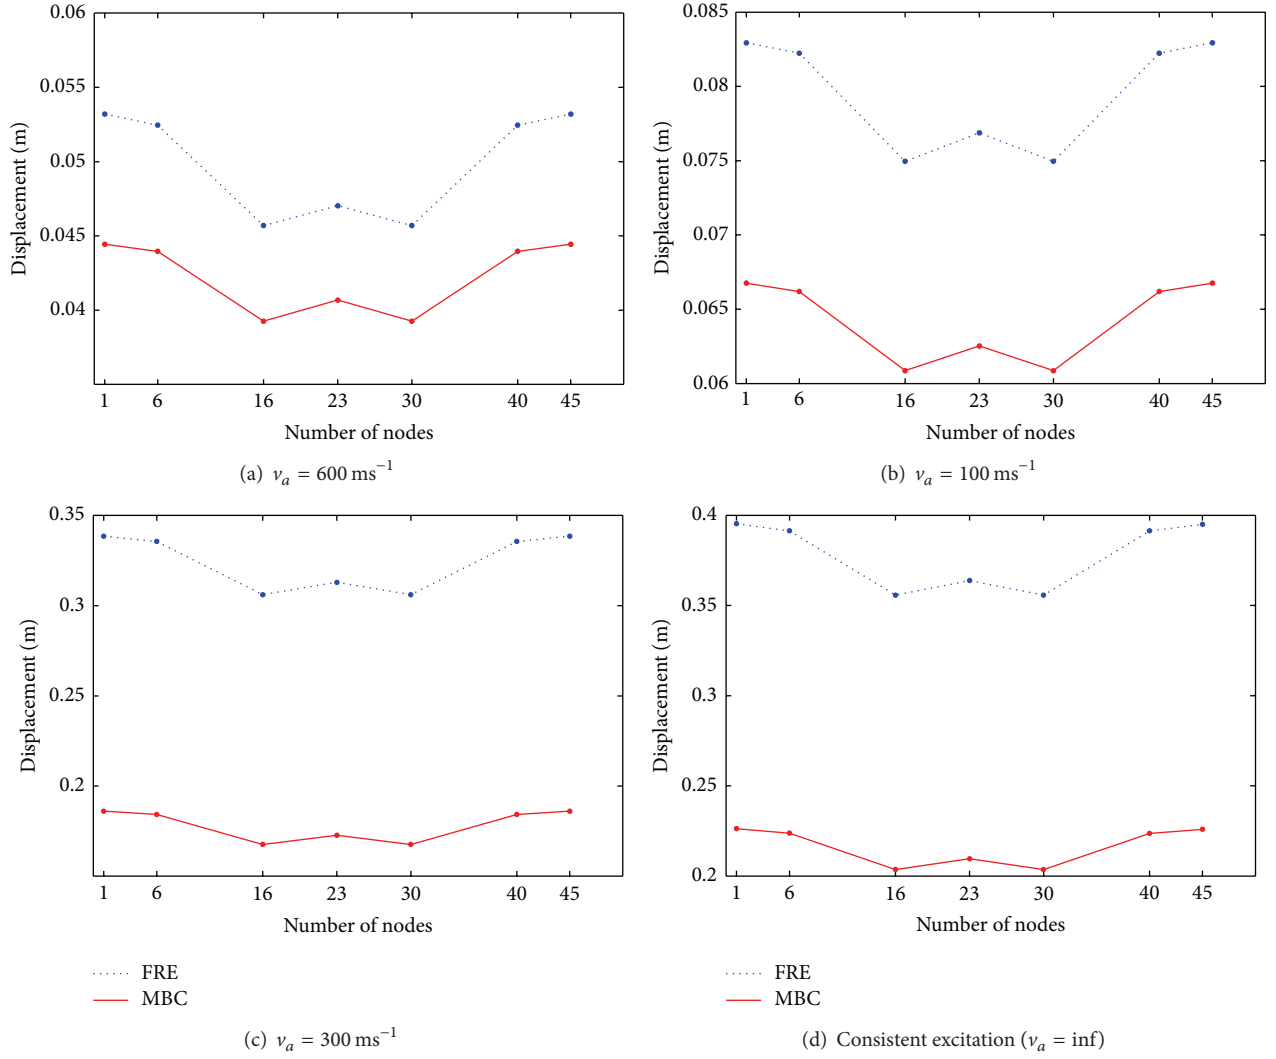 0.06
0.055
0.05
0.045
0.04
Displacement (m)
1 6 16 23 30 40 45
Number of nodes
(a) v_a = 600 ms⁻¹
0.085
0.08
0.075
0.07
0.065
0.06
Displacement (m)
1 6 16 23 30 40 45
Number of nodes
(b) v_a = 100 ms⁻¹
0.35
0.3
0.25
0.2
Displacement (m)
1 6 16 23 30 40 45
Number of nodes
FRE
MBC
(c) v_a = 300 ms⁻¹
0.4
0.35
0.3
0.25
0.2
Displacement (m)
1 6 16 23 30 40 45
Number of nodes
FRE
MBC
(d) Consistent excitation (v_a = inf)